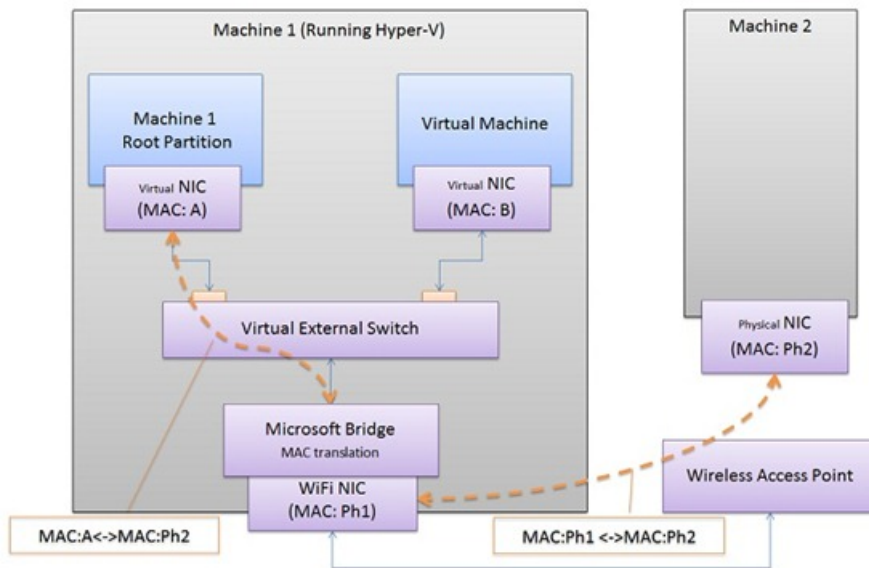 Machine 1 (Running Hyper-V)
Machine 2
Machine 1
Root Partition
Virtual Machine
Virtual NIC
(MAC: A)
Virtual NIC
(MAC: B)
Virtual External Switch
Physical NIC
(MAC: Ph2)
Microsoft Bridge
MAC translation
WiFi NIC
(MAC: Ph1)
Wireless Access Point
MAC:A<->MAC:Ph2
MAC:Ph1 <->MAC:Ph2